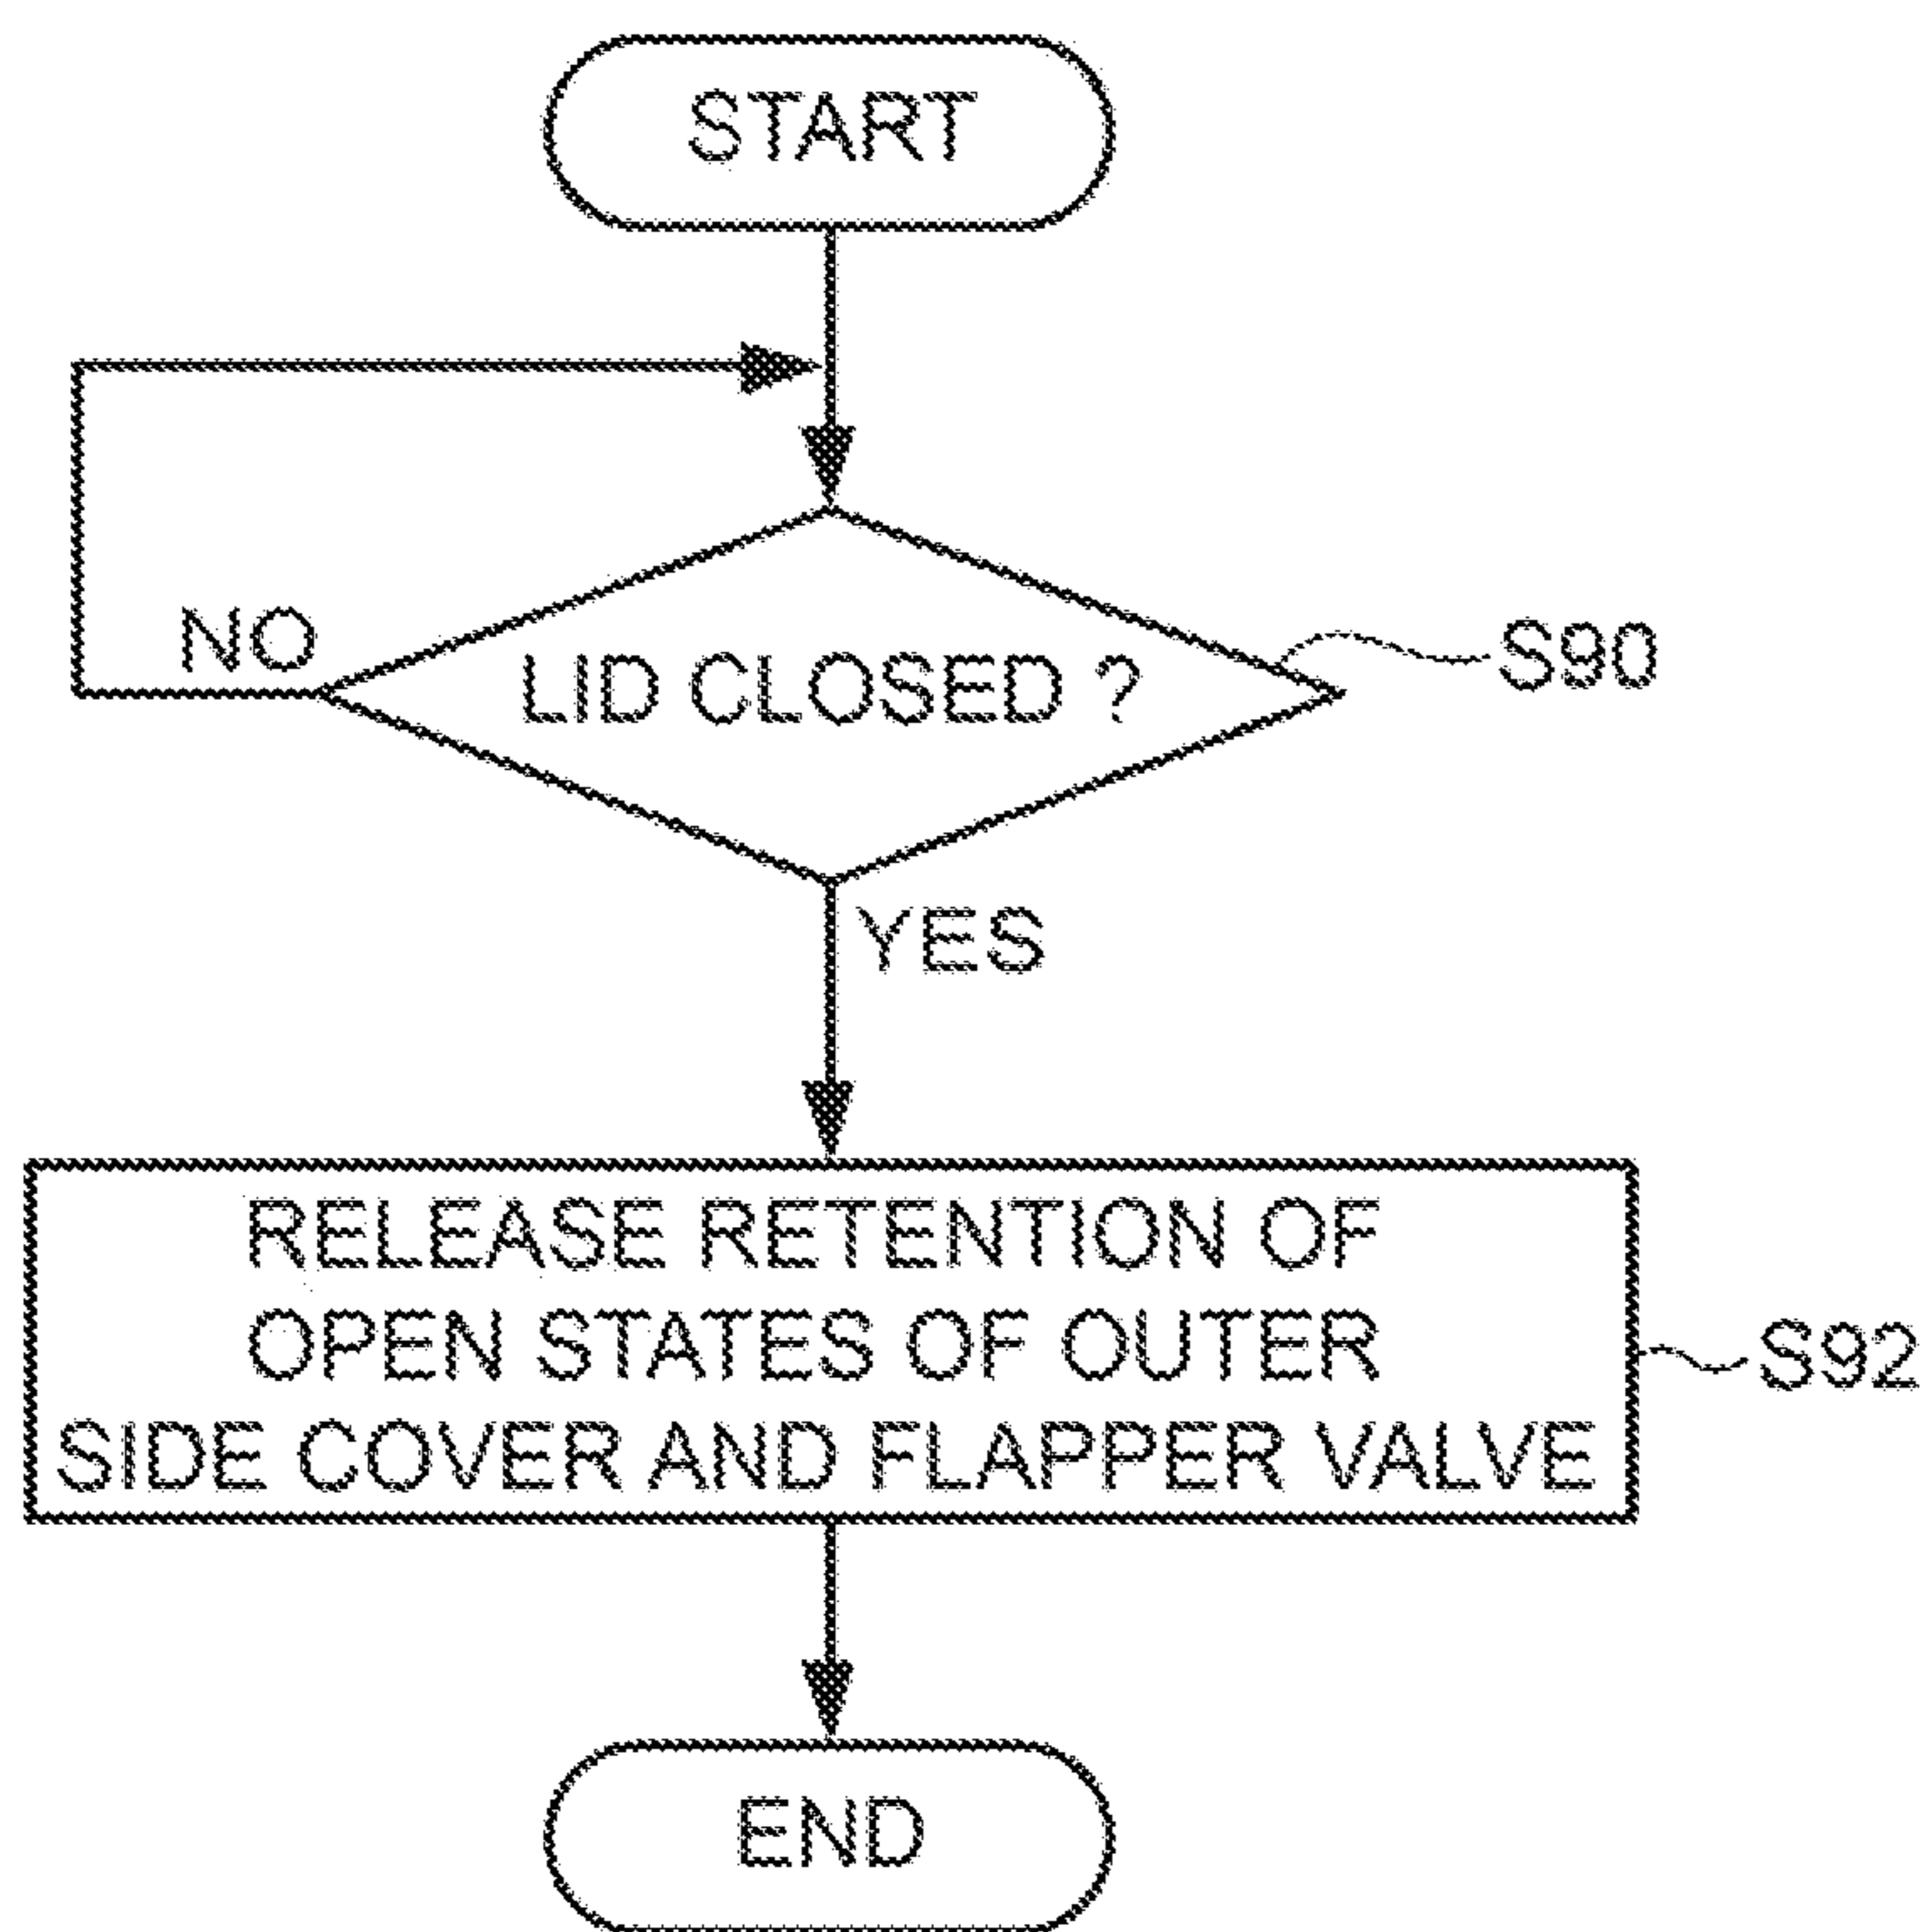 START
NO
LID CLOSED ?
S90
YES
RELEASE RETENTION OF
OPEN STATES OF OUTER
SIDE COVER AND FLAPPER VALVE
S92
END